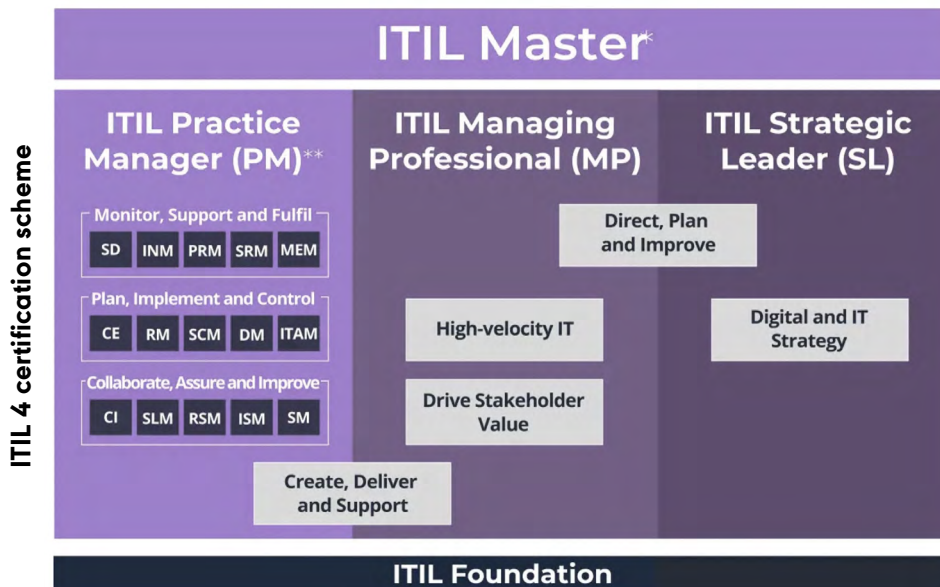 ITIL 4 certification scheme
ITIL Master*
ITIL Practice
Manager (PM)**
Monitor, Support and Fulfil
SD INM PRM SRM MEM
Plan, Implement and Control
CE RM SCM DM ITAM
Collaborate, Assure and Improve
CI SLM RSM ISM SM
ITIL Managing
Professional (MP)
ITIL Strategic
Leader (SL)
Direct, Plan
and Improve
High-velocity IT
Digital and IT
Strategy
Drive Stakeholder
Value
Create, Deliver
and Support
ITIL Foundation